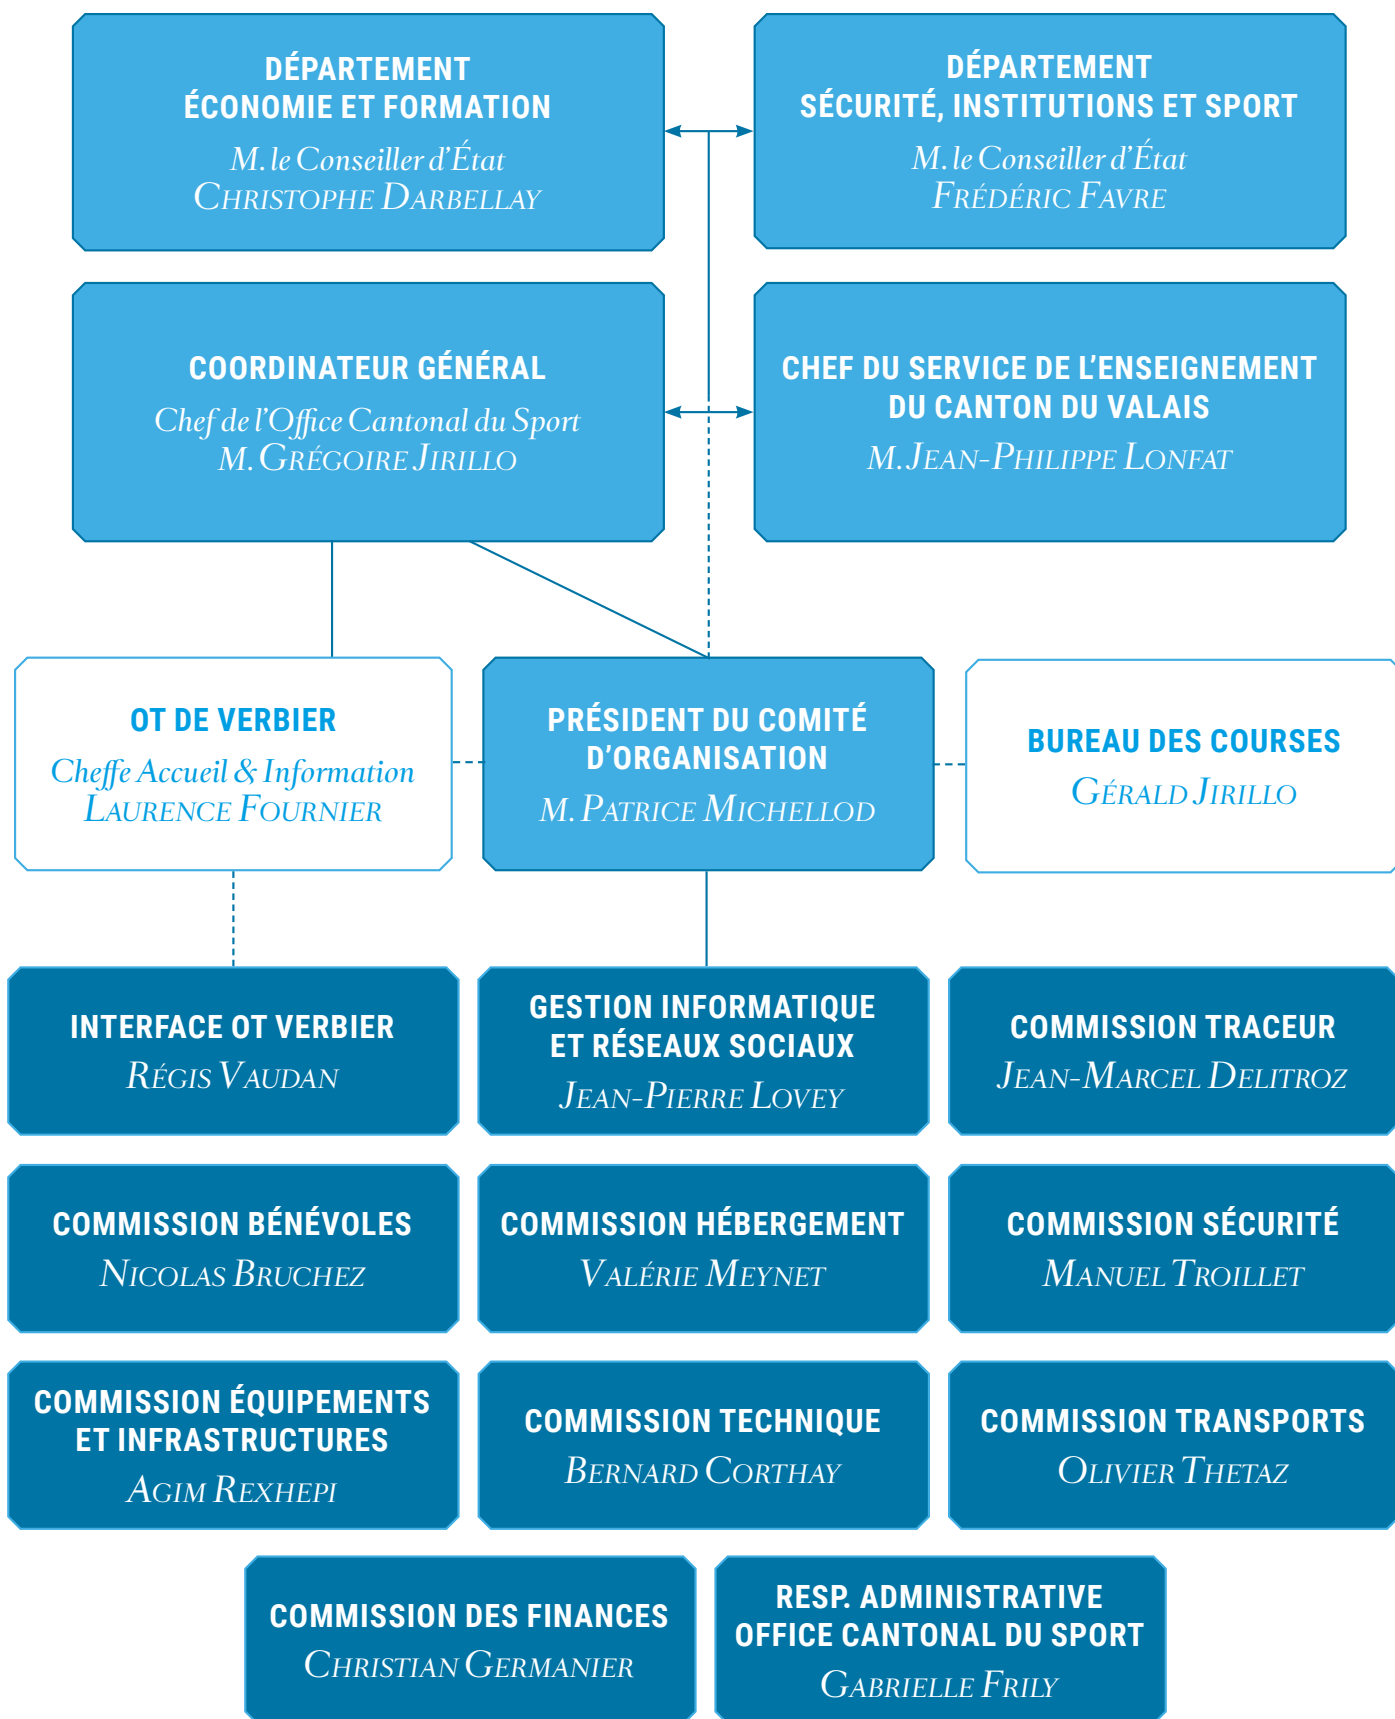 DÉPARTEMENT
ÉCONOMIE ET FORMATION
M. le Conseiller d’État
CHRISTOPHE DARBELLAY
DÉPARTEMENT
SÉCURITÉ, INSTITUTIONS ET SPORT
M. le Conseiller d’État
FRÉDÉRIC FAVRE
COORDINATEUR GÉNÉRAL
Chef de l’Office Cantonal du Sport
M. GRÉGOIRE JIRILLO
CHEF DU SERVICE DE L’ENSEIGNEMENT
DU CANTON DU VALAIS
M. JEAN-PHILIPPE LONFAT
OT DE VERBIER
Cheffe Accueil & Information
LAURENCE FOURNIER
PRÉSIDENT DU COMITÉ
D’ORGANISATION
M. PATRICE MICHELLOD
BUREAU DES COURSES
GÉRALD JIRILLO
INTERFACE OT VERBIER
RÉGIS VAUDAN
GESTION INFORMATIQUE
ET RÉSEAUX SOCIAUX
JEAN-PIERRE LOVEY
COMMISSION TRACEUR
JEAN-MARCEL DELITROZ
COMMISSION BÉNÉVOLES
NICOLAS BRUCHEZ
COMMISSION HÉBERGEMENT
VALÉRIE MEYNET
COMMISSION SÉCURITÉ
MANUEL TROILLET
COMMISSION ÉQUIPEMENTS
ET INFRASTRUCTURES
AGIM REXHEPI
COMMISSION TECHNIQUE
BERNARD CORTHAY
COMMISSION TRANSPORTS
OLIVIER THETAZ
COMMISSION DES FINANCES
CHRISTIAN GERMANIER
RESP. ADMINISTRATIVE
OFFICE CANTONAL DU SPORT
GABRIELLE FRILY